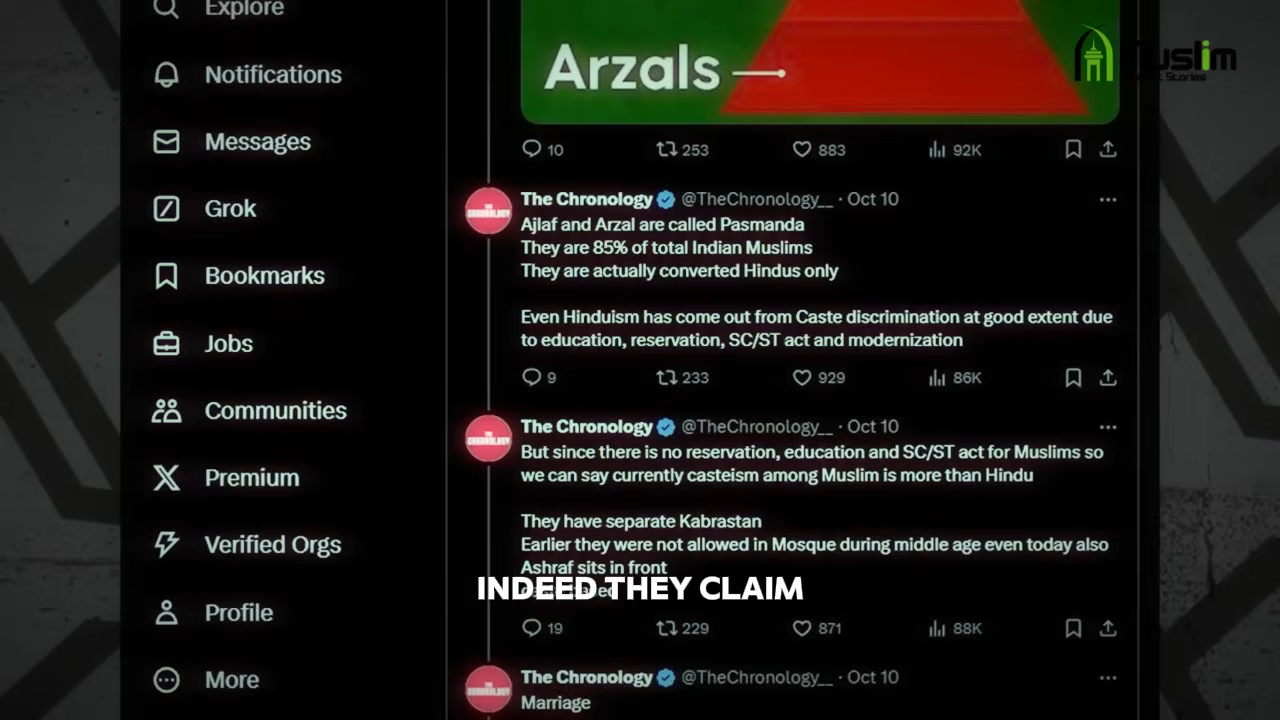 Explore
Notifications
Messages
Grok
Bookmarks
Jobs
Communities
Premium
Verified Orgs
Profile
More
Arzals
10 253 883 92K
The Chronology @TheChronology__ · Oct 10
Ajlaf and Arzal are called Pasmanda
They are 85% of total Indian Muslims
They are actually converted Hindus only
Even Hinduism has come out from Caste discrimination at good extent due
to education, reservation, SC/ST act and modernization
9 233 929 86K
The Chronology @TheChronology__ · Oct 10
But since there is no reservation, education and SC/ST act for Muslims so
we can say currently casteism among Muslim is more than Hindu
They have separate Kabrastan
Earlier they were not allowed in Mosque during middle age even today also
Ashraf sits in front
INDEED THEY CLAIM
19 229 871 88K
The Chronology @TheChronology__ · Oct 10
Marriage
Stories